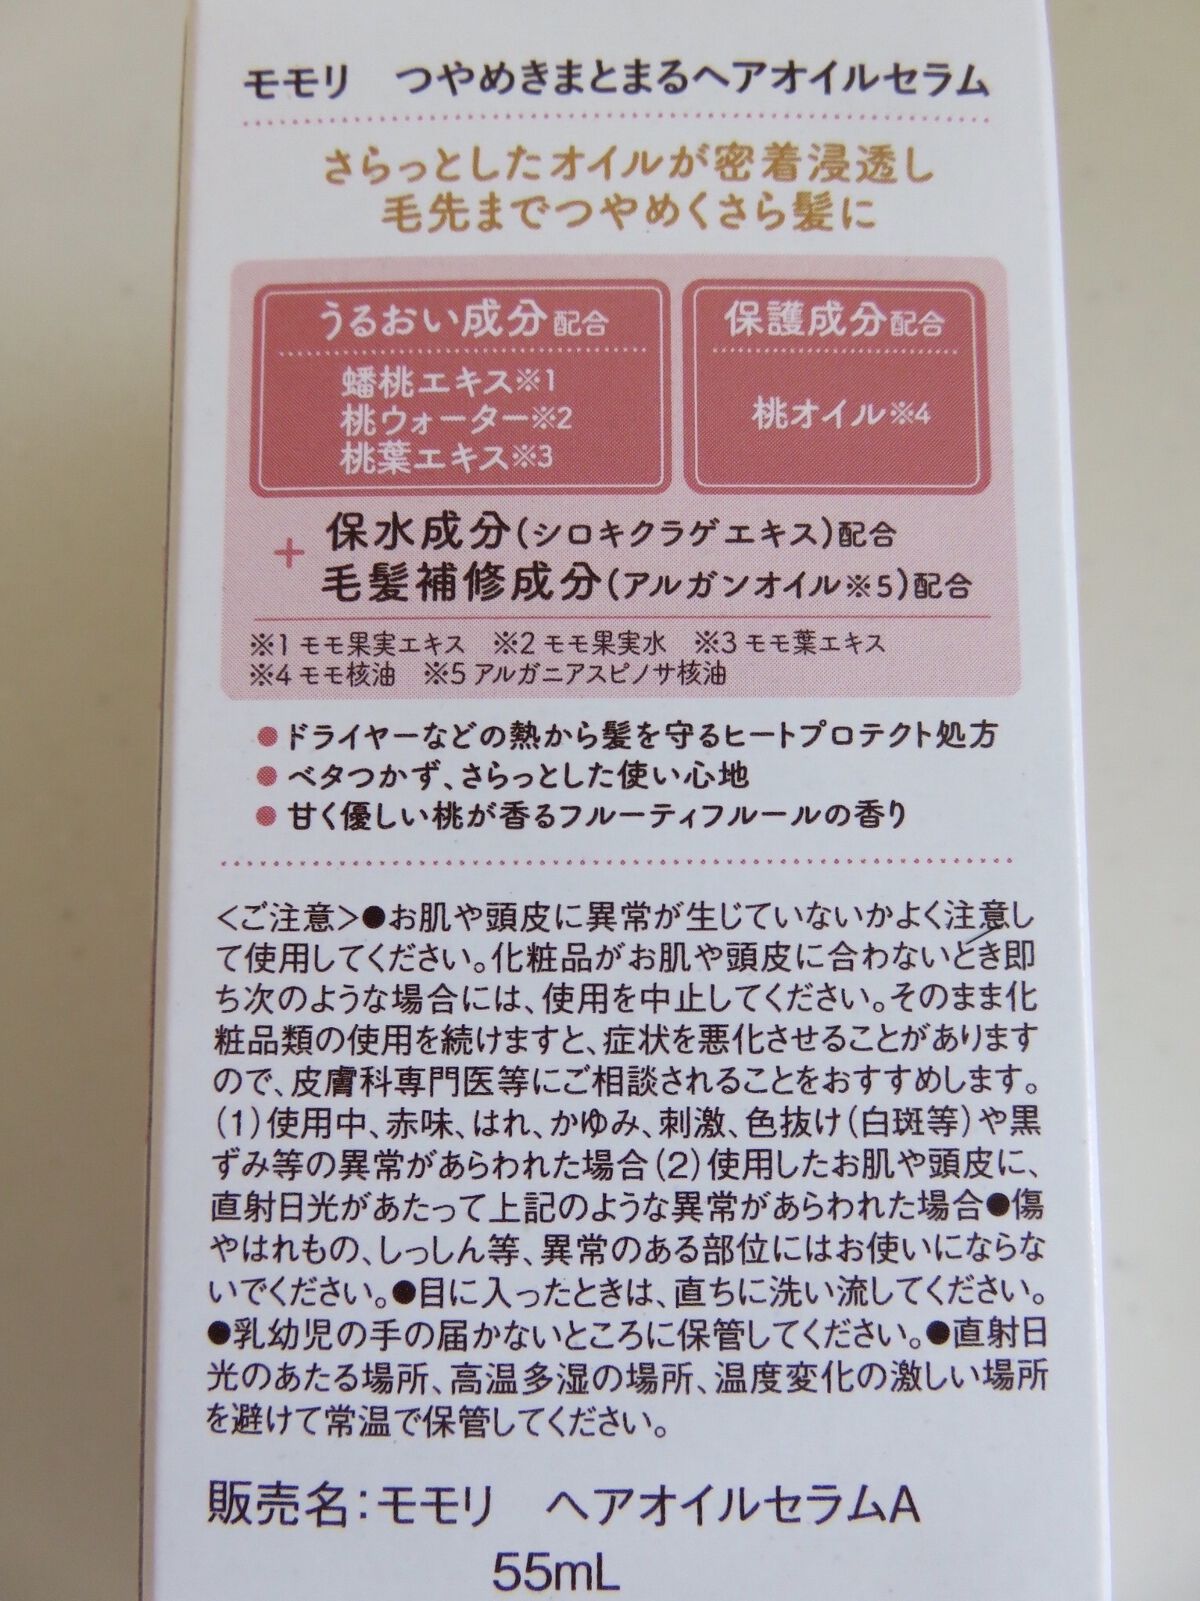 モモリ　つやめきまとまるヘアオイルセラム
さらっとしたオイルが密着浸透し
毛先までつやめくさら髪に
うるおい成分配合
蟠桃エキス※1
桃ウォーター※2
桃葉エキス※3
保護成分配合
桃オイル※4
+ 保水成分(シロキクラゲエキス)配合
毛髪補修成分(アルガンオイル※5)配合
※1 モモ果実エキス　※2 モモ果実水　※3 モモ葉エキス
※4 モモ核油　※5 アルガニアスピノサ核油
●ドライヤーなどの熱から髪を守るヒートプロテクト処方
●ベタつかず、さらっとした使い心地
●甘く優しい桃が香るフルーティフルールの香り
<ご注意>●お肌や頭皮に異常が生じていないかよく注意し
て使用してください。化粧品がお肌や頭皮に合わないとき即
ち次のような場合には、使用を中止してください。そのまま化
粧品類の使用を続けますと、症状を悪化させることがあります
ので、皮膚科専門医等にご相談されることをおすすめします。
(1)使用中、赤味、はれ、かゆみ、刺激、色抜け(白斑等)や黒
ずみ等の異常があらわれた場合(2)使用したお肌や頭皮に、
直射日光があたって上記のような異常があらわれた場合●傷
やはれもの、しっしん等、異常のある部位にはお使いにならな
いでください。●目に入ったときは、直ちに洗い流してください。
●乳幼児の手の届かないところに保管してください。●直射日
光のあたる場所、高温多湿の場所、温度変化の激しい場所
を避けて常温で保管してください。
販売名：モモリ　ヘアオイルセラムA
55mL